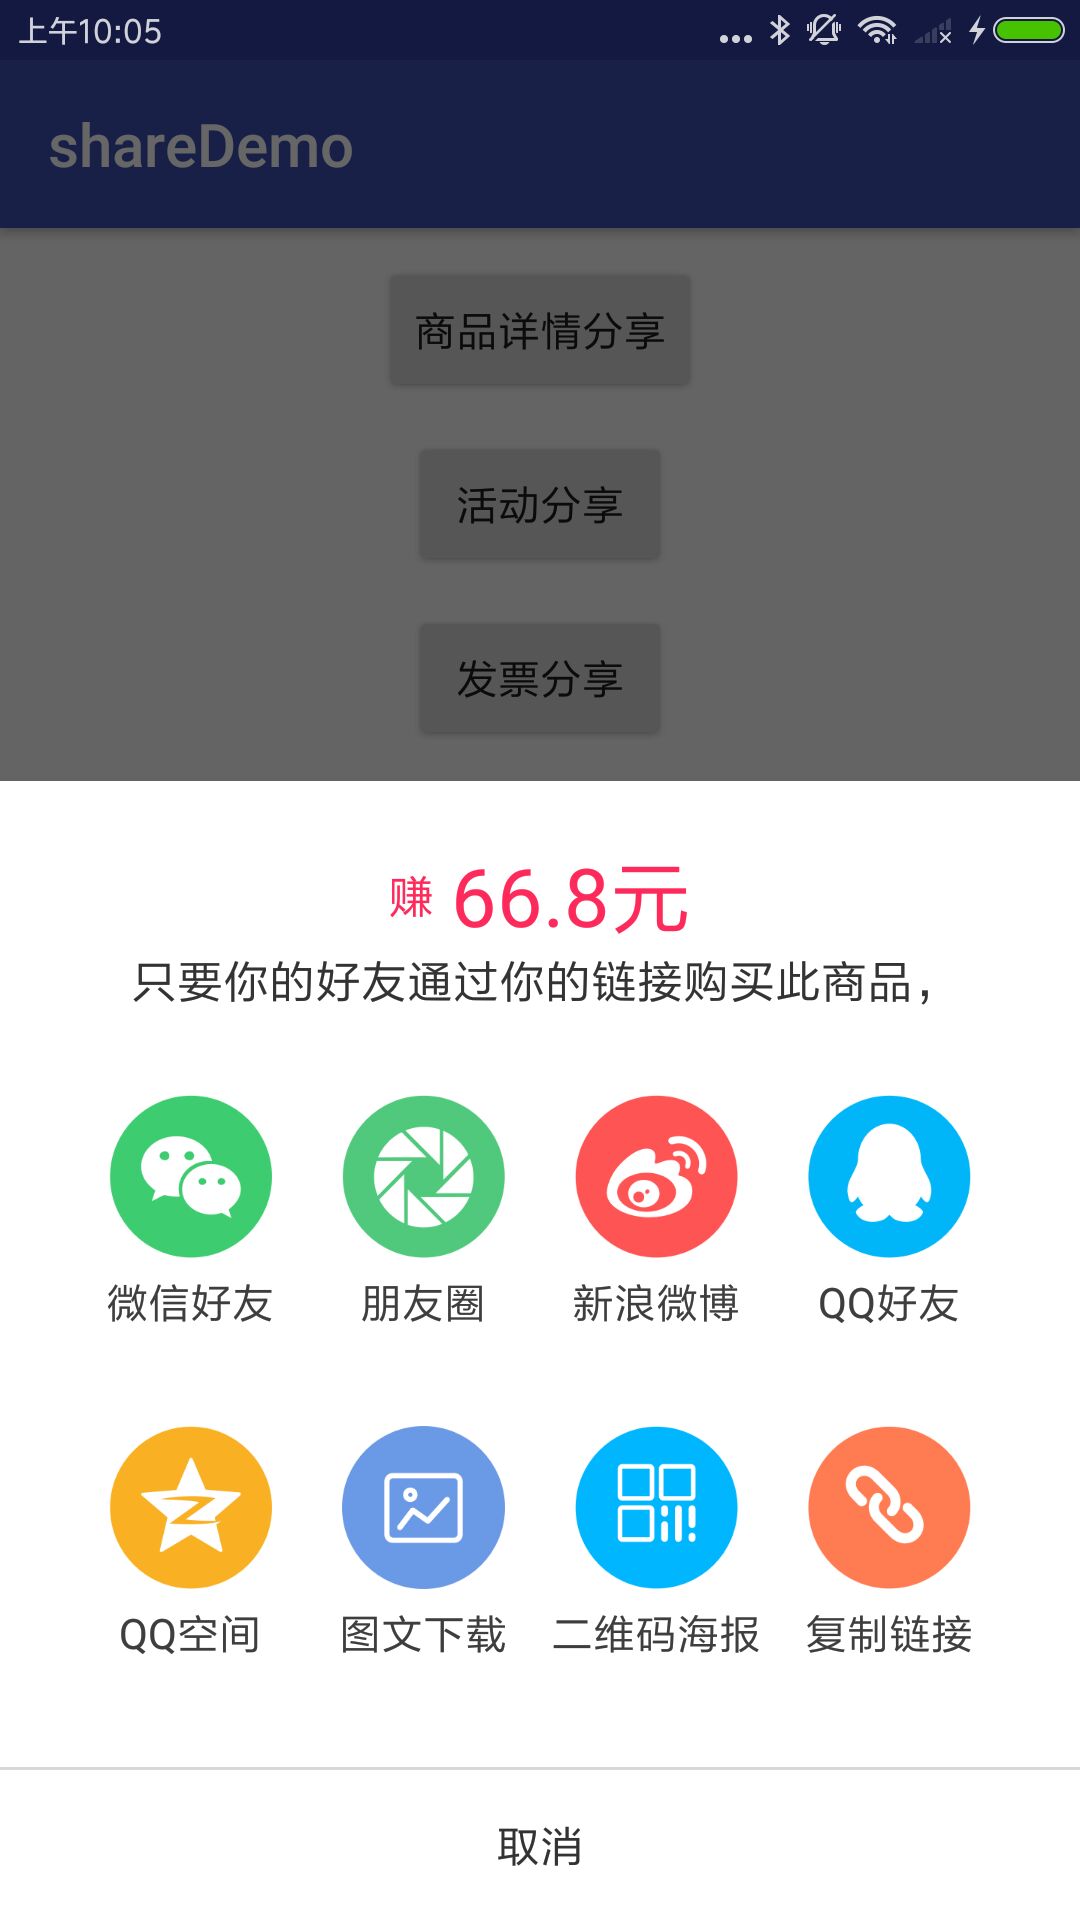 上午10:05
shareDemo
商品详情分享
活动分享
发票分享
赚 66.8元
只要你的好友通过你的链接购买此商品，
微信好友 朋友圈 新浪微博 QQ好友
QQ空间 图文下载 二维码海报 复制链接
取消